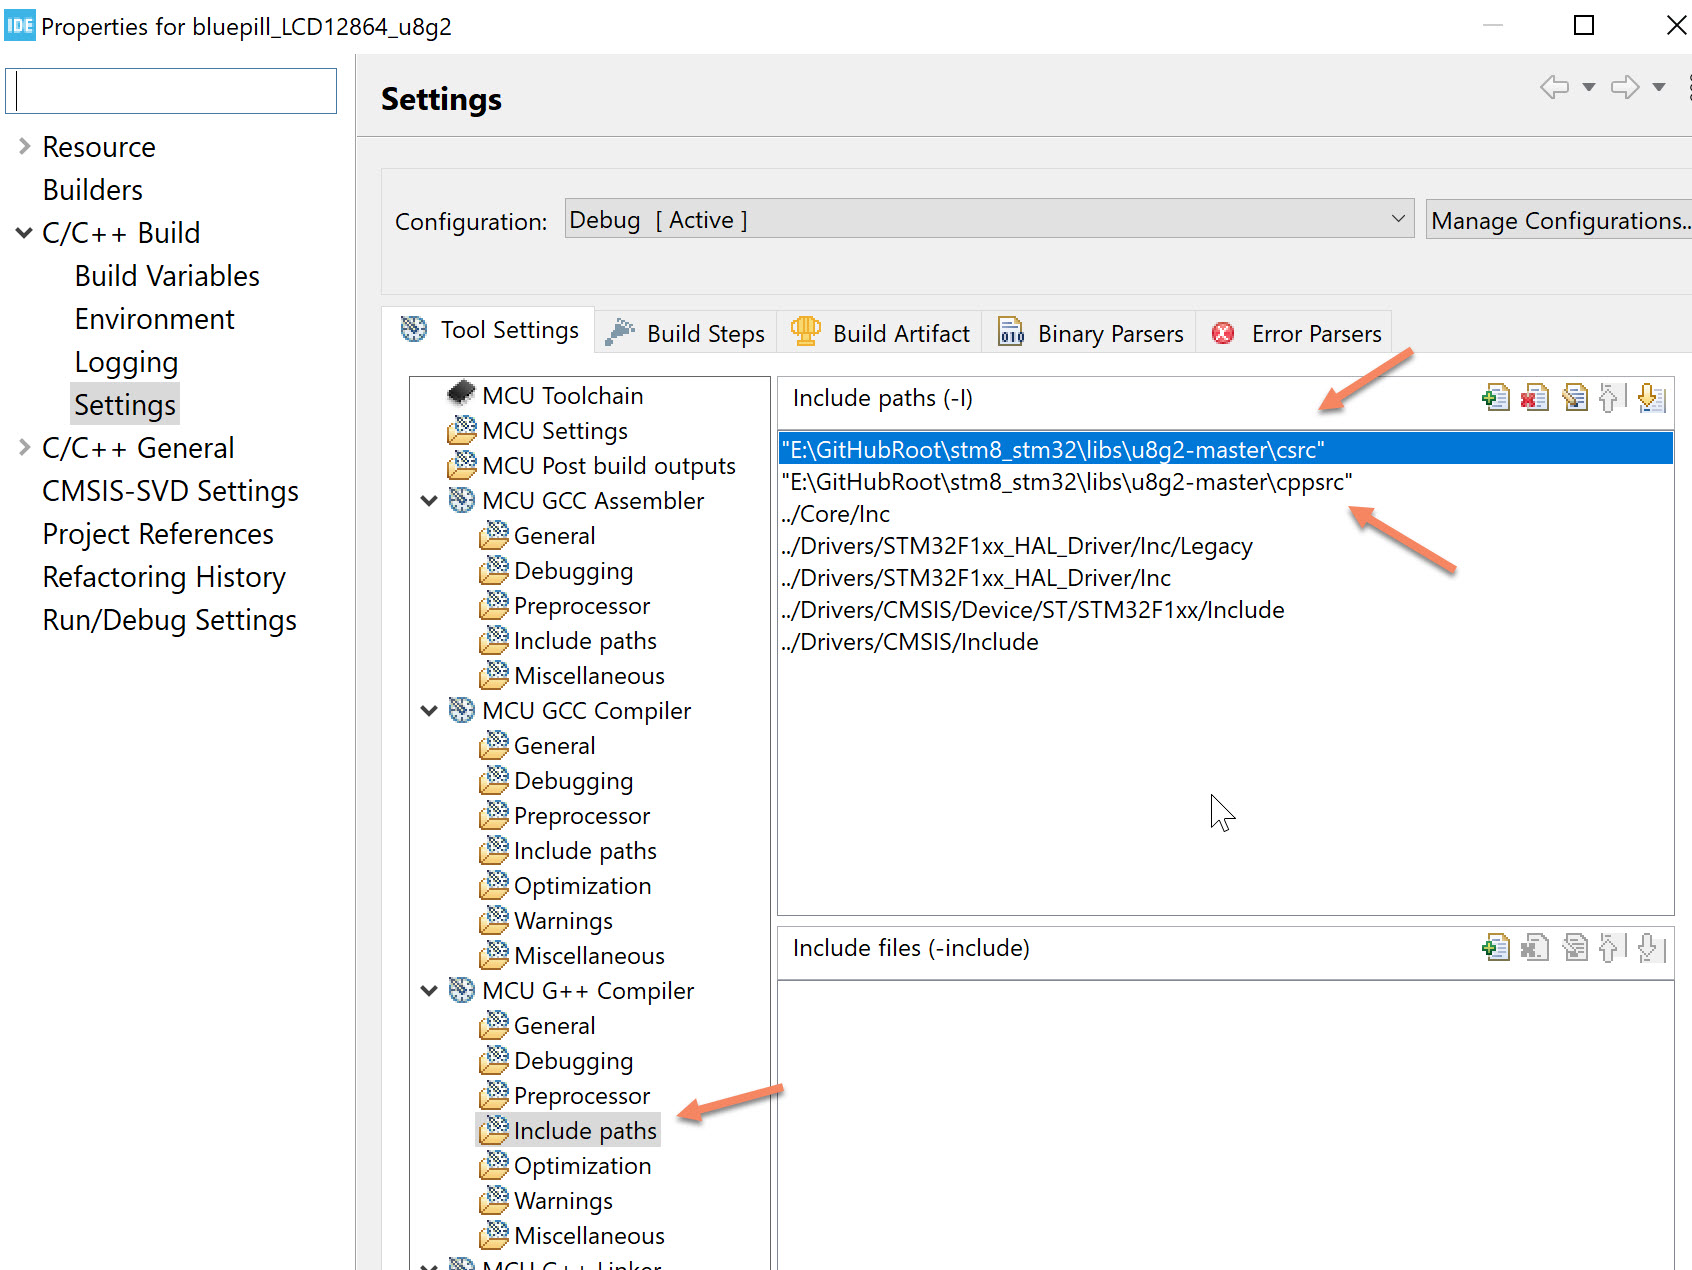 IDE Properties for bluepill_LCD12864_u8g2
Resource
Builders
C/C++ Build
Build Variables
Environment
Logging
Settings
C/C++ General
CMSIS-SVD Settings
Project References
Refactoring History
Run/Debug Settings
Settings
Configuration: Debug [ Active ] Manage Configurations..
Tool Settings Build Steps Build Artifact 010 Binary Parsers Error Parsers
MCU Toolchain
MCU Settings
MCU Post build outputs
MCU GCC Assembler
General
Debugging
Preprocessor
Include paths
Miscellaneous
MCU GCC Compiler
General
Debugging
Preprocessor
Include paths
Optimization
Warnings
Miscellaneous
MCU G++ Compiler
General
Debugging
Preprocessor
Include paths
Optimization
Warnings
Miscellaneous
MCU G++ Linker
Include paths (-I)
"E:\GitHubRoot\stm8_stm32\libs\u8g2-master\csrc"
"E:\GitHubRoot\stm8_stm32\libs\u8g2-master\cppsrc"
../Core/Inc
../Drivers/STM32F1xx_HAL_Driver/Inc/Legacy
../Drivers/STM32F1xx_HAL_Driver/Inc
../Drivers/CMSIS/Device/ST/STM32F1xx/Include
../Drivers/CMSIS/Include
Include files (-include)